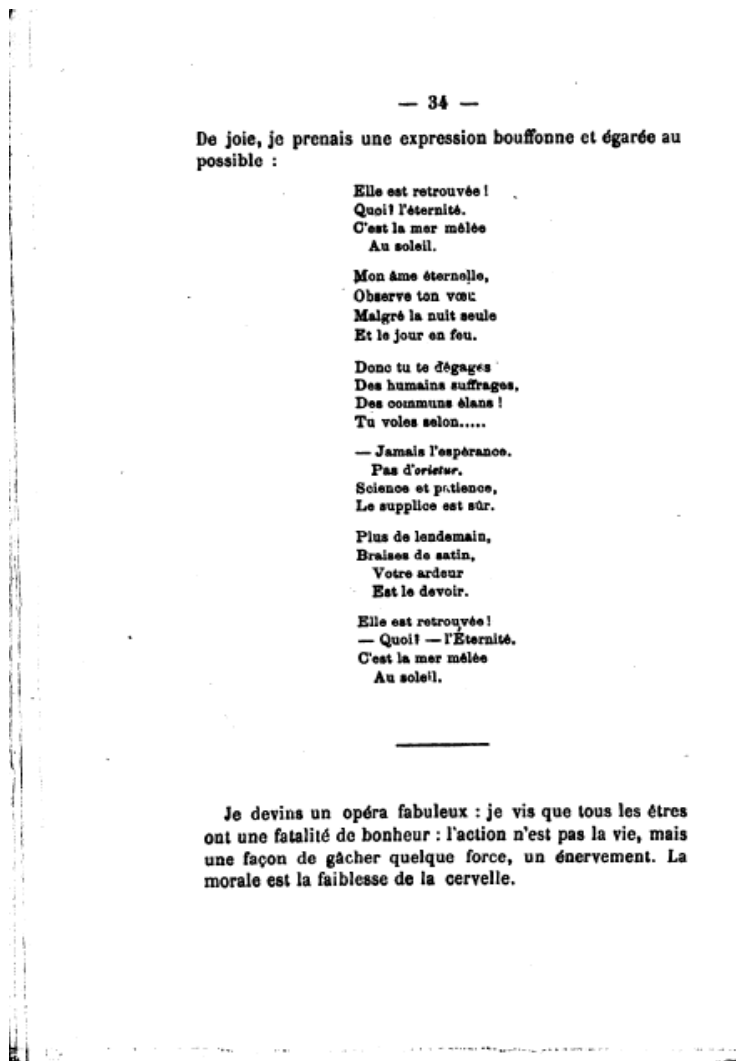 — 34 —
De joie, je prenais une expression bouffonne et égarée au
possible :
Elle est retrouvée !
Quoi? l'éternité.
C'est la mer mêlée
Au soleil.
Mon âme éternelle,
Observe ton vœu
Malgré la nuit seule
Et le jour en feu.
Donc tu te dégages
Des humains suffrages,
Des communs élans !
Tu voles selon.....
— Jamais l'espérance.
Pas d'orietur.
Science et patience,
Le supplice est sûr.
Plus de lendemain,
Braises de satin,
Votre ardeur
Est le devoir.
Elle est retrouvée!
— Quoi? — l'Éternité.
C'est la mer mêlée
Au soleil.
Je devins un opéra fabuleux : je vis que tous les êtres
ont une fatalité de bonheur : l'action n'est pas la vie, mais
une façon de gâcher quelque force, un énervement. La
morale est la faiblesse de la cervelle.